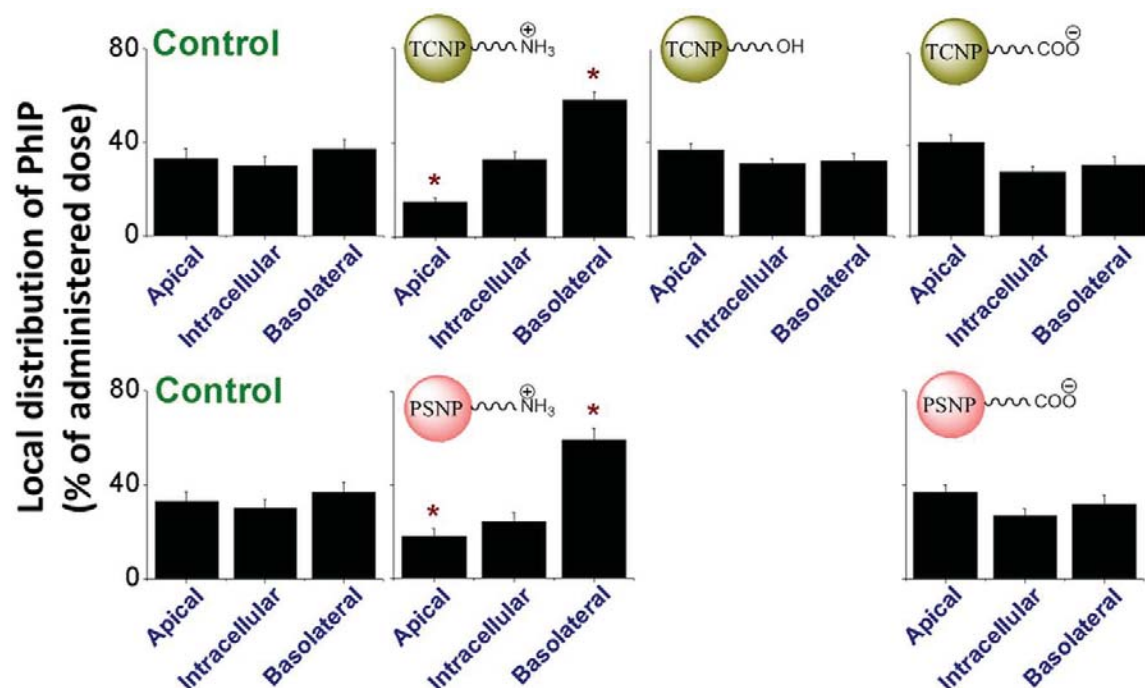 Local distribution of PhIP
(% of administered dose)
80
40
0
Control
Apical
Intracellular
Basolateral
TCNP NH3 ⊕
*
*
Apical
Intracellular
Basolateral
TCNP OH
Apical
Intracellular
Basolateral
TCNP COO ⊖
Apical
Intracellular
Basolateral
80
40
0
Control
Apical
Intracellular
Basolateral
PSNP NH3 ⊕
*
*
Apical
Intracellular
Basolateral
PSNP COO ⊖
Apical
Intracellular
Basolateral